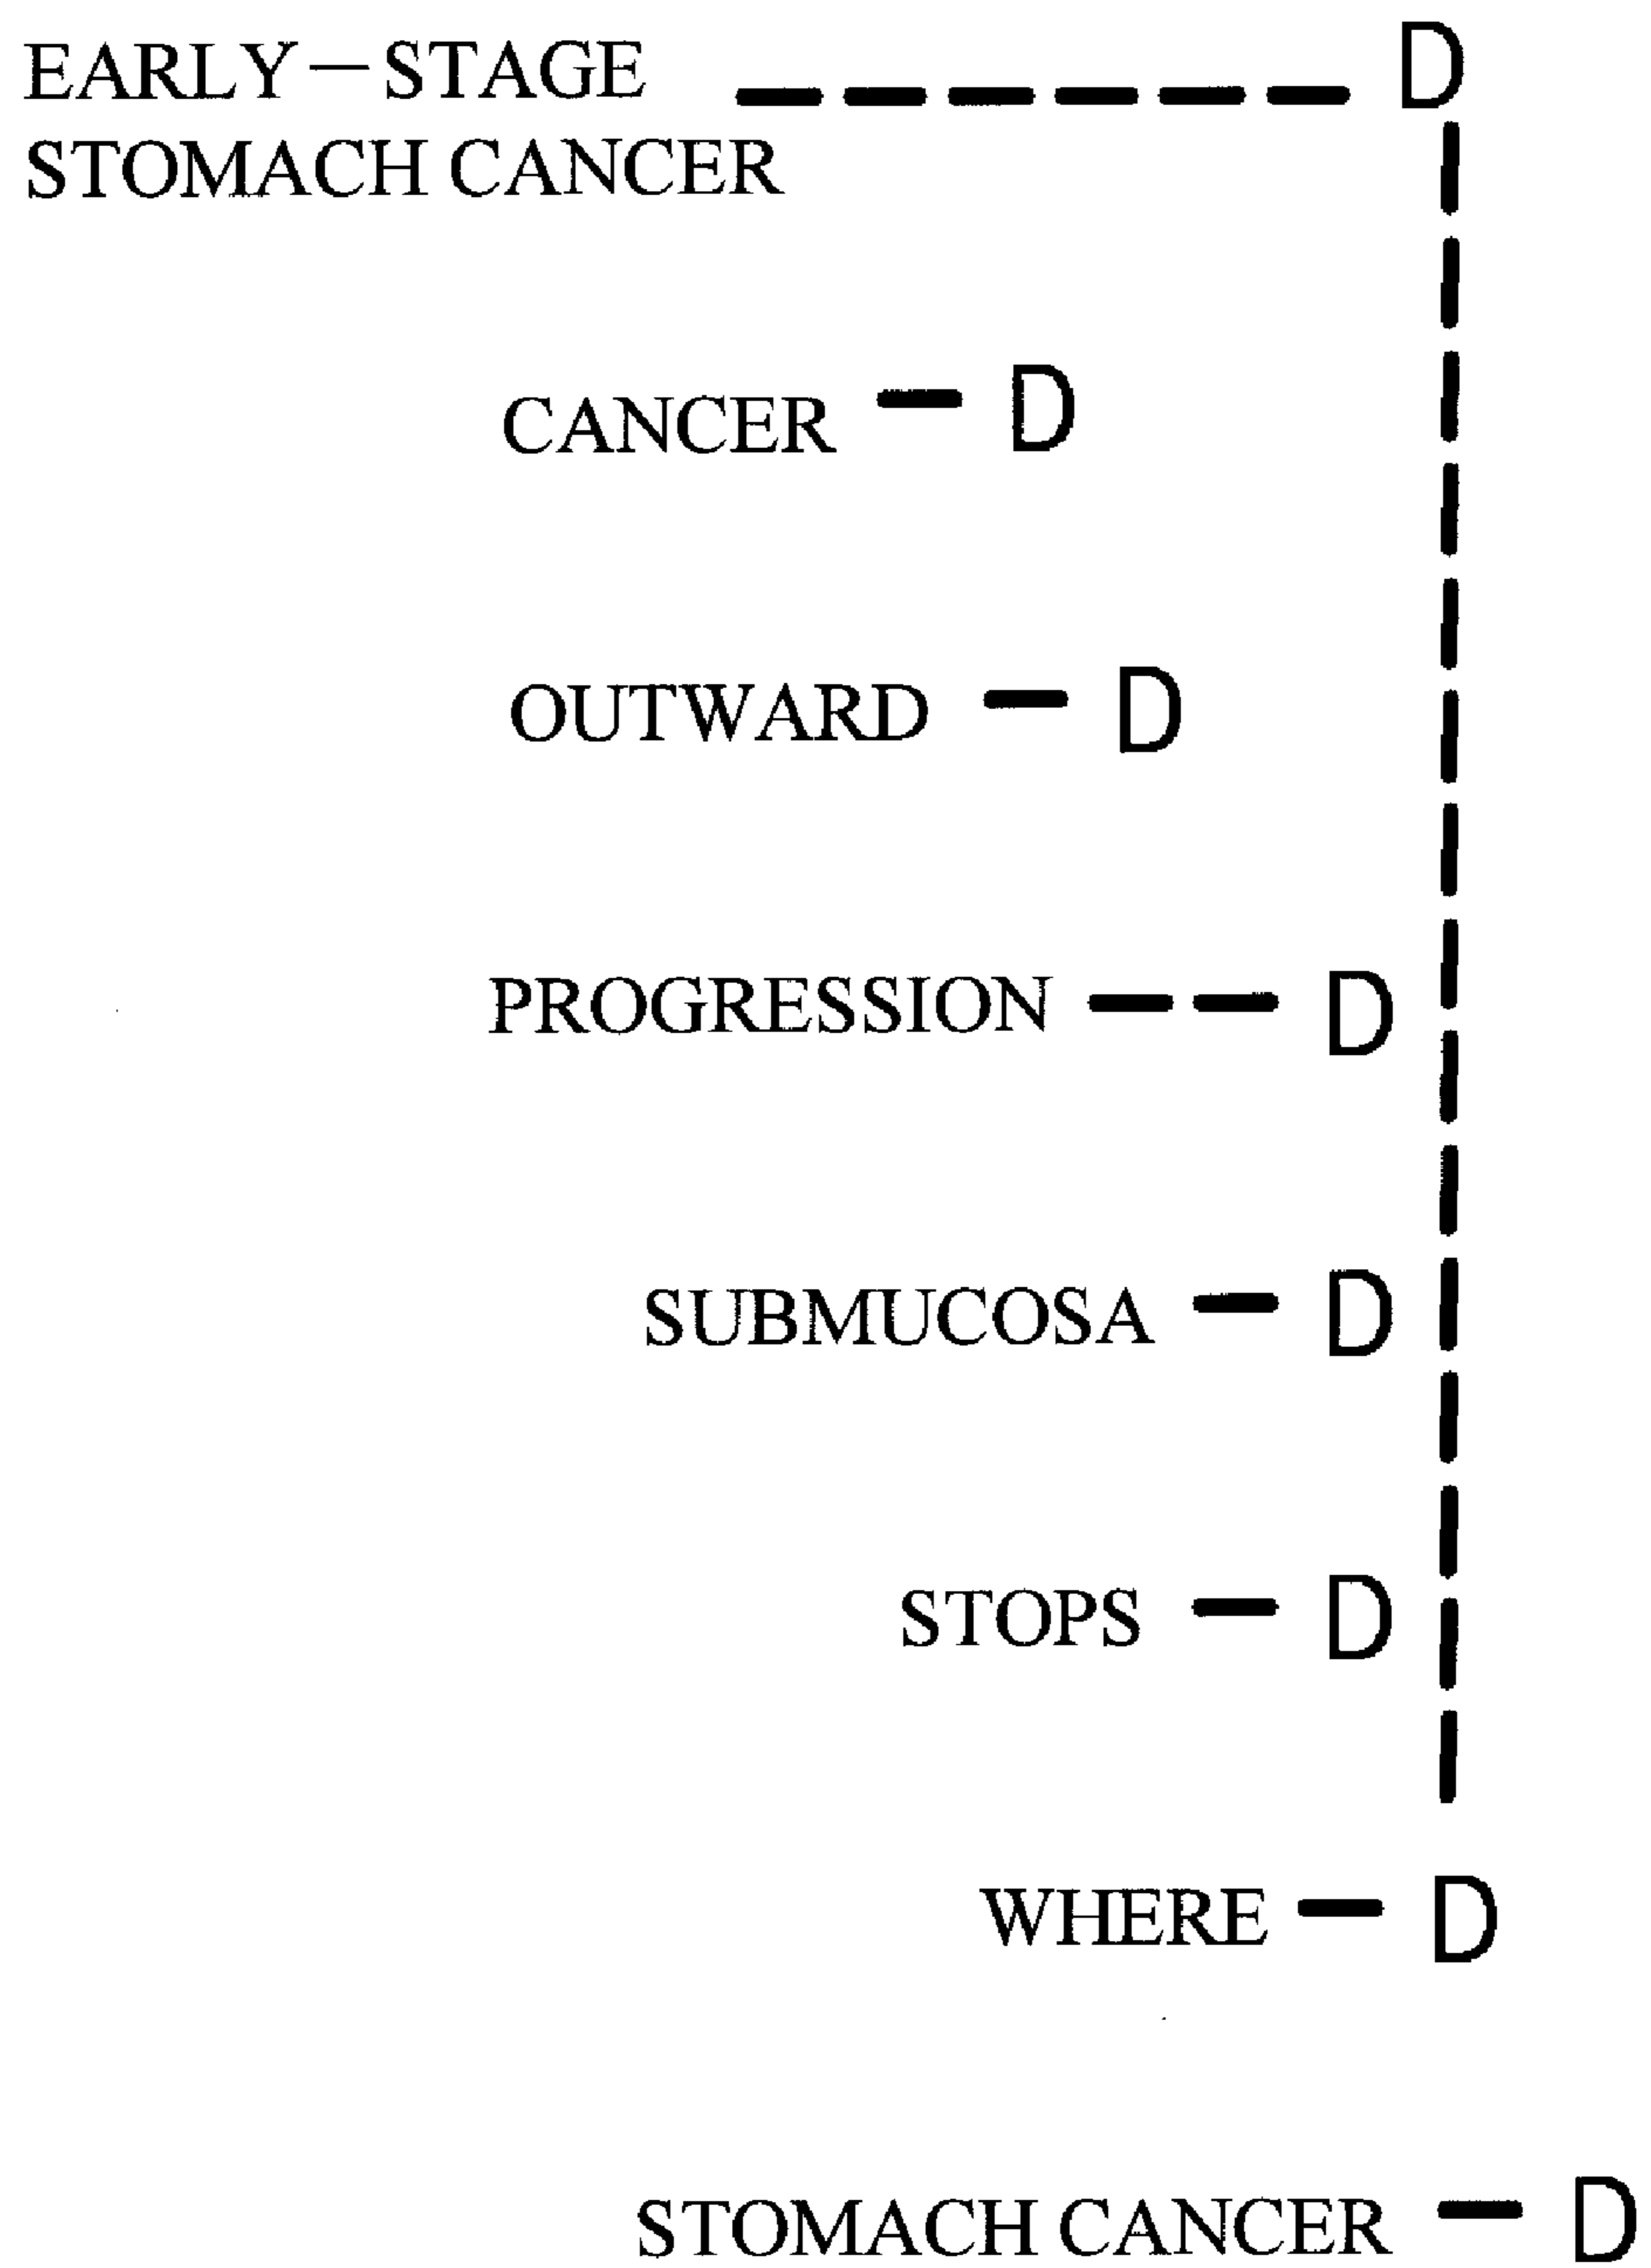 EARLY—STAGE — — — — — — D
STOMACH CANCER
CANCER — D
OUTWARD — D
PROGRESSION — — D
SUBMUCOSA — D
STOPS — D
WHERE — D
STOMACH CANCER — D